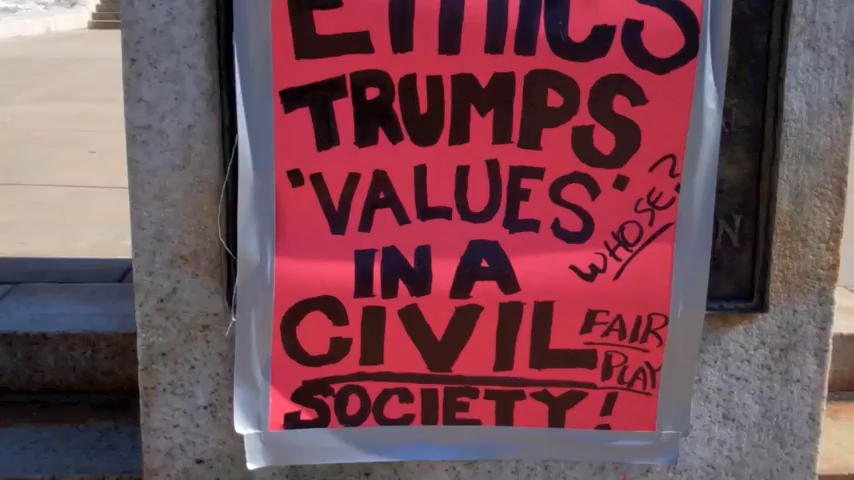 ETHICS
TRUMPS
'VALUES'
WHOSE?
IN A
CIVIL
FAIR
PLAY
SOCIETY!
N